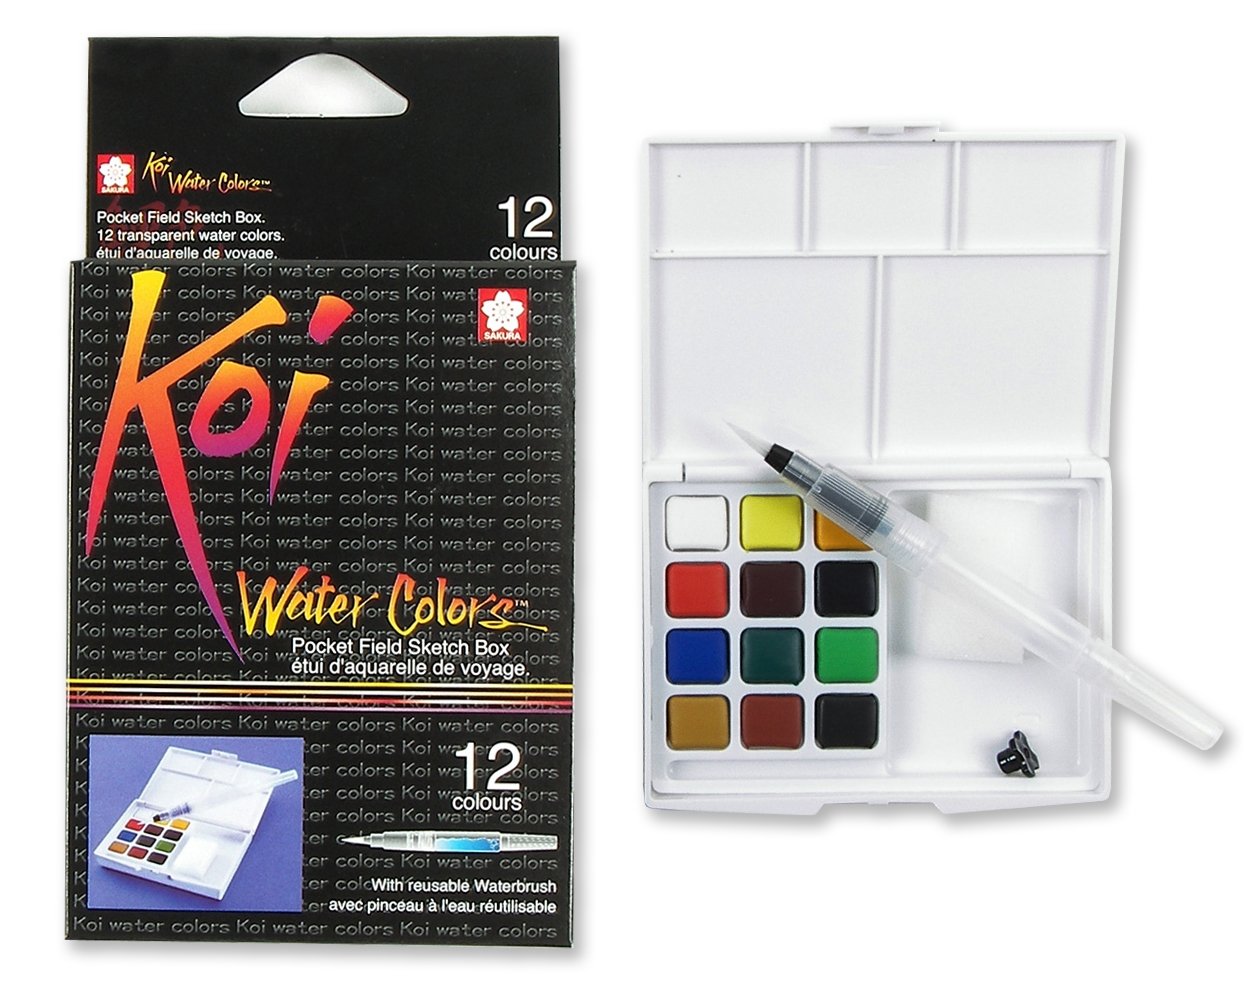 SAKURA
Koi
Water Colors™
Pocket Field Sketch Box.
12 transparent water colors.
étui d'aquarelle de voyage.
12
colours
Koi water colors Koi water colors Koi water colors
SAKURA
Koi
Water Colors™
Pocket Field Sketch Box
étui d'aquarelle de voyage.
12
colours
With reusable Waterbrush
avec pinceau à l'eau réutilisable
Koi water colors Koi water colors Koi water colors